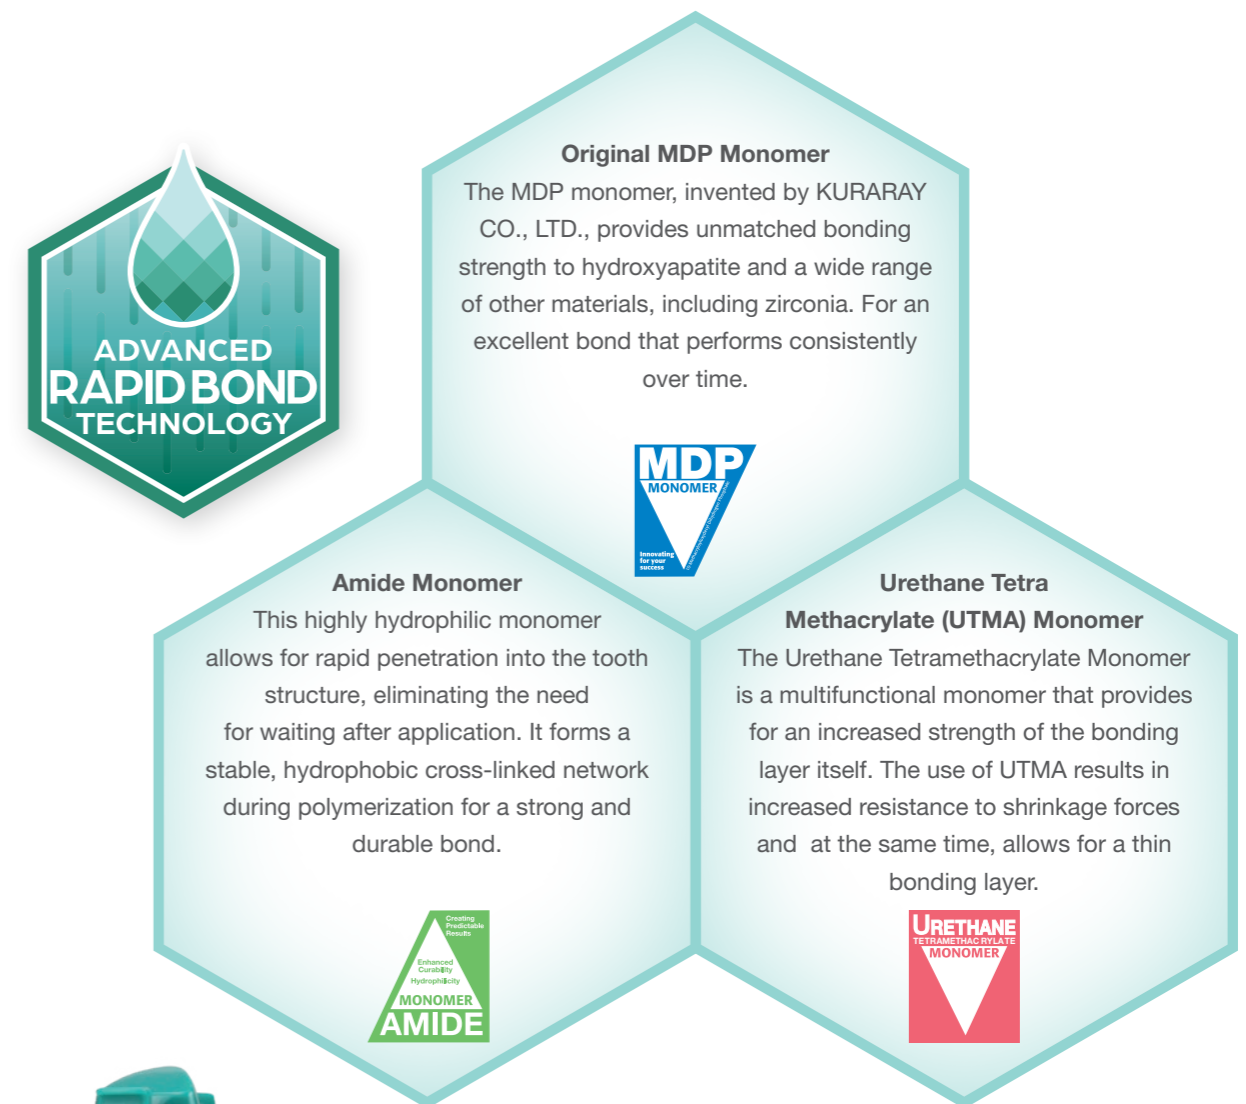 ADVANCED
RAPID BOND
TECHNOLOGY
Original MDP Monomer
The MDP monomer, invented by KURARAY
CO., LTD., provides unmatched bonding
strength to hydroxyapatite and a wide range
of other materials, including zirconia. For an
excellent bond that performs consistently
over time.
MDP
MONOMER
Innovating
for your
success
Amide Monomer
This highly hydrophilic monomer
allows for rapid penetration into the tooth
structure, eliminating the need
for waiting after application. It forms a
stable, hydrophobic cross-linked network
during polymerization for a strong and
durable bond.
Creating
Predictable
Results
Enhanced
Curability
Hydrophilicity
MONOMER
AMIDE
Urethane Tetra
Methacrylate (UTMA) Monomer
The Urethane Tetramethacrylate Monomer
is a multifunctional monomer that provides
for an increased strength of the bonding
layer itself. The use of UTMA results in
increased resistance to shrinkage forces
and  at the same time, allows for a thin
bonding layer.
URETHANE
TETRAMETHAC RYLATE
MONOMER